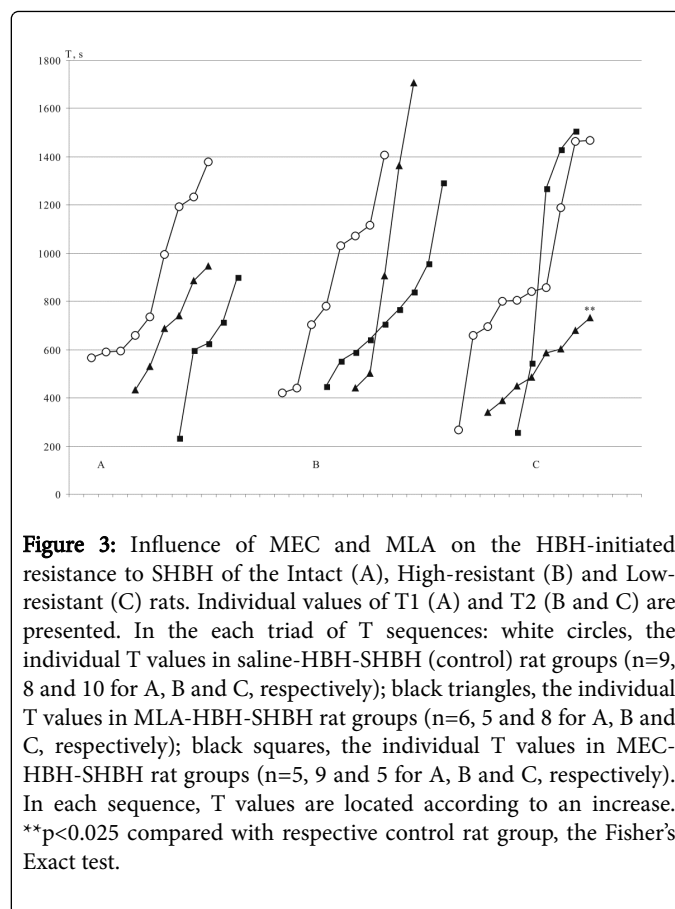 T, s
1800
1600
1400
1200
1000
800
600
400
200
0
**
A
B
C
Figure 3: Influence of MEC and MLA on the HBH-initiated
resistance to SHBH of the Intact (A), High-resistant (B) and Low-
resistant (C) rats. Individual values of T1 (A) and T2 (B and C) are
presented. In the each triad of T sequences: white circles, the
individual T values in saline-HBH-SHBH (control) rat groups (n=9,
8 and 10 for A, B and C, respectively); black triangles, the individual
T values in MLA-HBH-SHBH rat groups (n=6, 5 and 8 for A, B and
C, respectively); black squares, the individual T values in MEC-
HBH-SHBH rat groups (n=5, 9 and 5 for A, B and C, respectively).
In each sequence, T values are located according to an increase.
**p<0.025 compared with respective control rat group, the Fisher’s
Exact test.